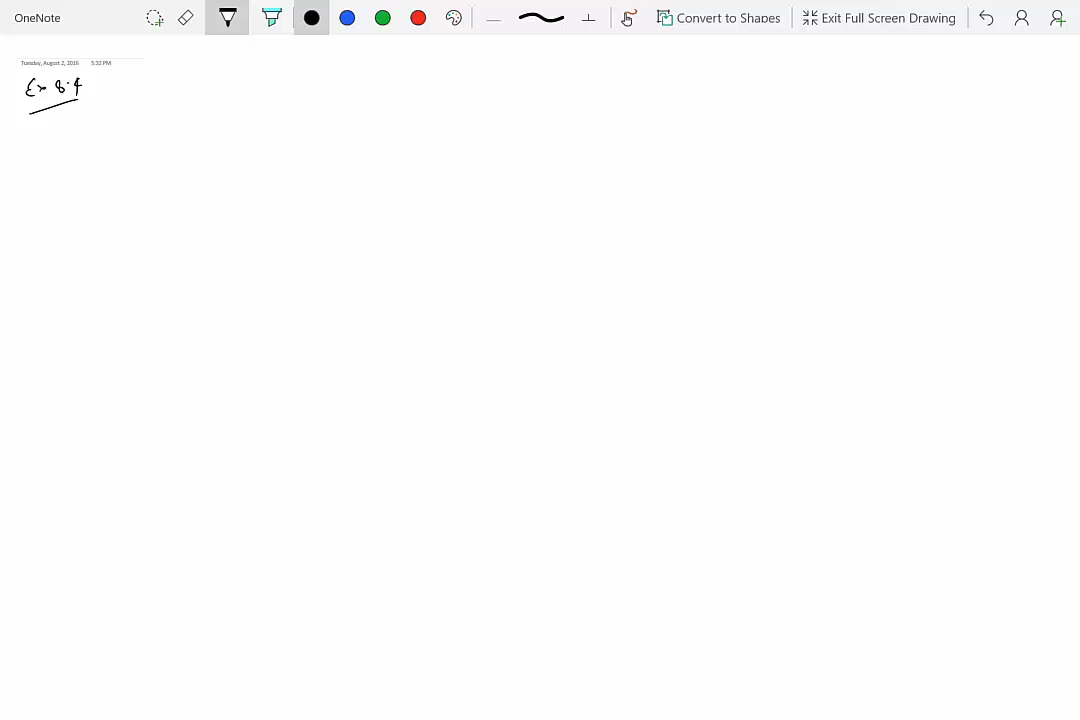 OneNote
Convert to Shapes
Exit Full Screen Drawing
Tuesday, August 2, 2016 5:32 PM
Ex 8.4